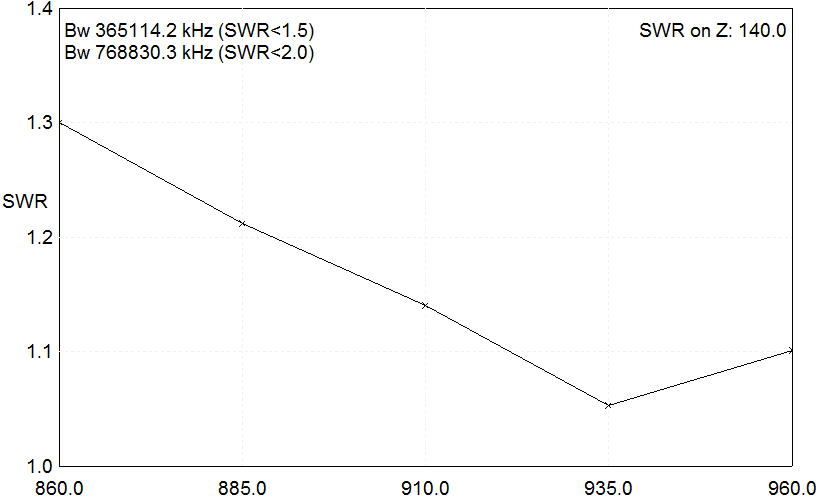 1.4
Bw 365114.2 kHz (SWR<1.5)
SWR on Z: 140.0
Bw 768830.3 kHz (SWR<2.0)
1.3
SWR
1.2
1.1
1.0
860.0 885.0 910.0 935.0 960.0